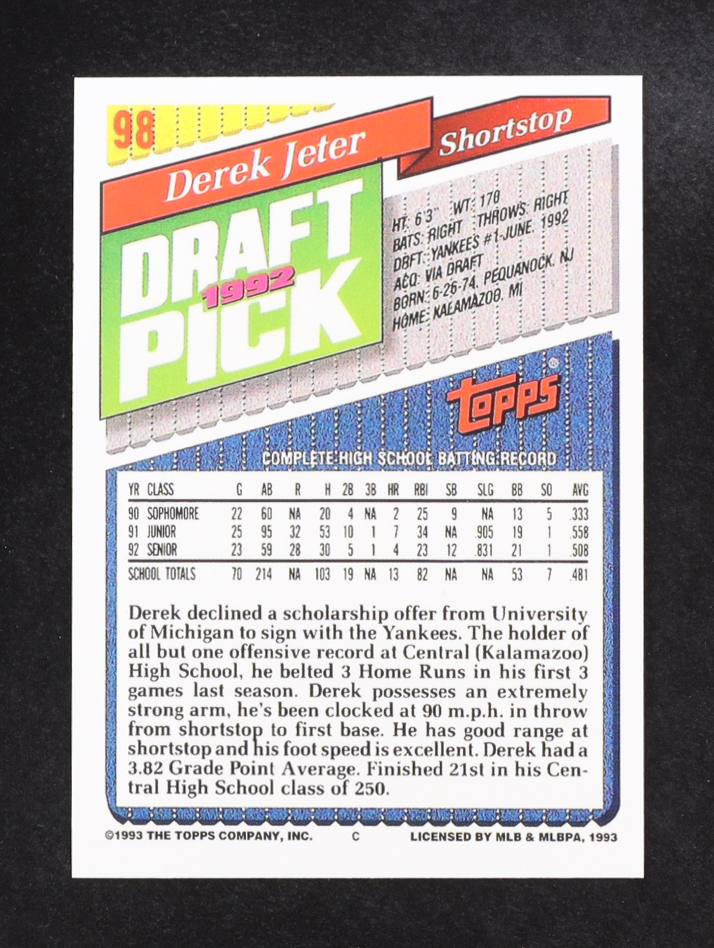 98
Derek Jeter
Shortstop
DRAFT
1992
PICK
HT: 6'3" WT: 170
BATS: RIGHT THROWS: RIGHT
DRFT: YANKEES #1-JUNE, 1992
ACQ: VIA DRAFT
BORN: 6-26-74, PEQUANOCK, NJ
HOME: KALAMAZOO, MI
TOPPS®
COMPLETE HIGH SCHOOL BATTING RECORD
YR CLASS G AB R H 2B 3B HR RBI SB SLG BB SO AVG
90 SOPHOMORE 22 60 NA 20 4 NA 2 25 9 NA 13 5 .333
91 JUNIOR 25 95 32 53 10 1 7 34 NA .905 19 1 .558
92 SENIOR 23 59 28 30 5 1 4 23 12 .831 21 1 .508
SCHOOL TOTALS 70 214 NA 103 19 NA 13 82 NA NA 53 7 .481
Derek declined a scholarship offer from University
of Michigan to sign with the Yankees. The holder of
all but one offensive record at Central (Kalamazoo)
High School, he belted 3 Home Runs in his first 3
games last season. Derek possesses an extremely
strong arm, he's been clocked at 90 m.p.h. in throw
from shortstop to first base. He has good range at
shortstop and his foot speed is excellent. Derek had a
3.82 Grade Point Average. Finished 21st in his Cen-
tral High School class of 250.
©1993 THE TOPPS COMPANY, INC. C LICENSED BY MLB & MLBPA, 1993